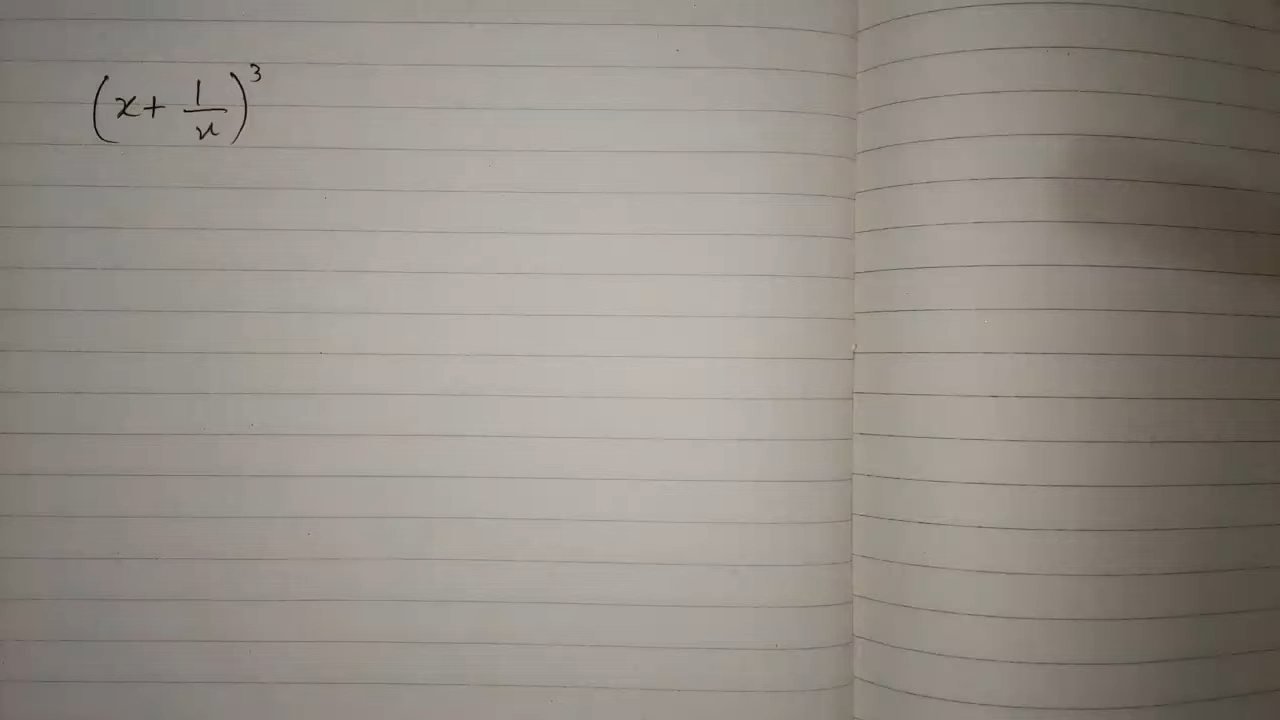 (x + 1/x)^3